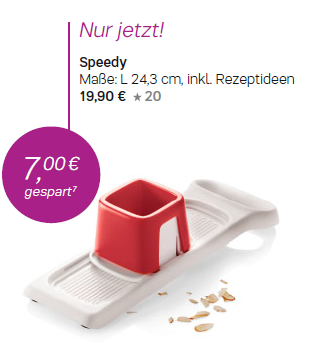 Nur jetzt!
Speedy
Maße: L 24,3 cm, inkl. Rezeptideen
19,90 € ★ 20
7,00 €
gespart⁷